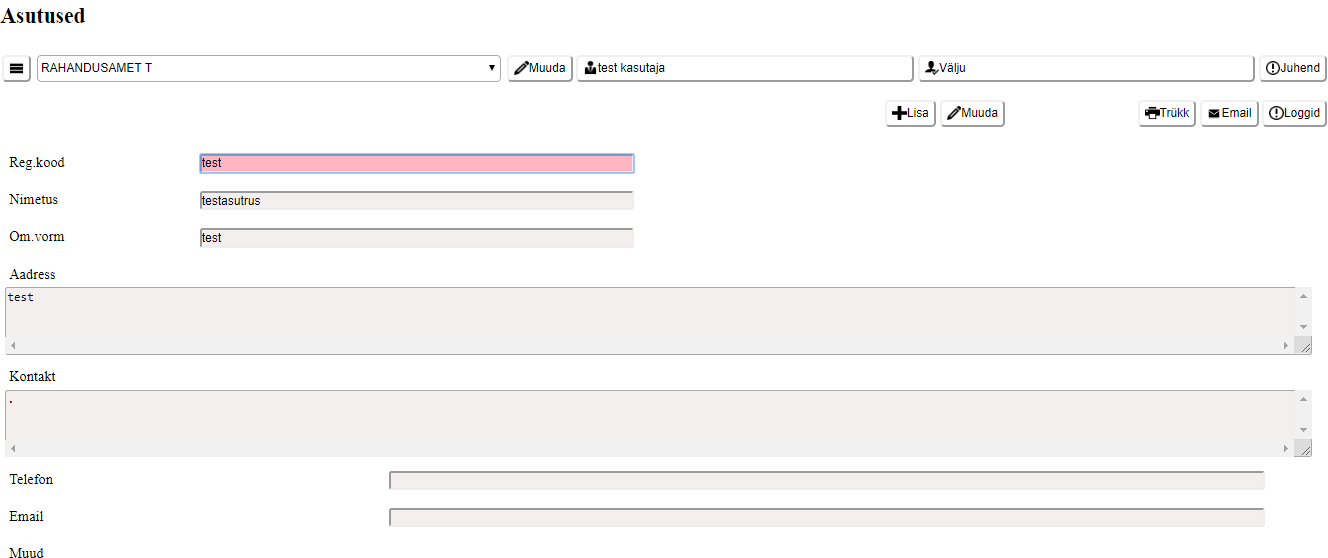 Asutused
RAHANDUSAMET T Muuda test kasutaja Välju Juhend
Lisa Muuda Trükk Email Loggid
Reg.kood test
Nimetus testasutrus
Om.vorm test
Aadress
test
Kontakt
.
Telefon
Email
Muud